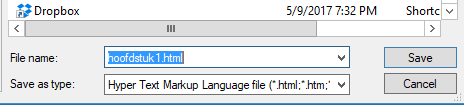 Dropbox 5/9/2017 7:32 PM Shortc
File name: hoofdstuk1.html Save
Save as type: Hyper Text Markup Language file (*.html;*.htm;* Cancel